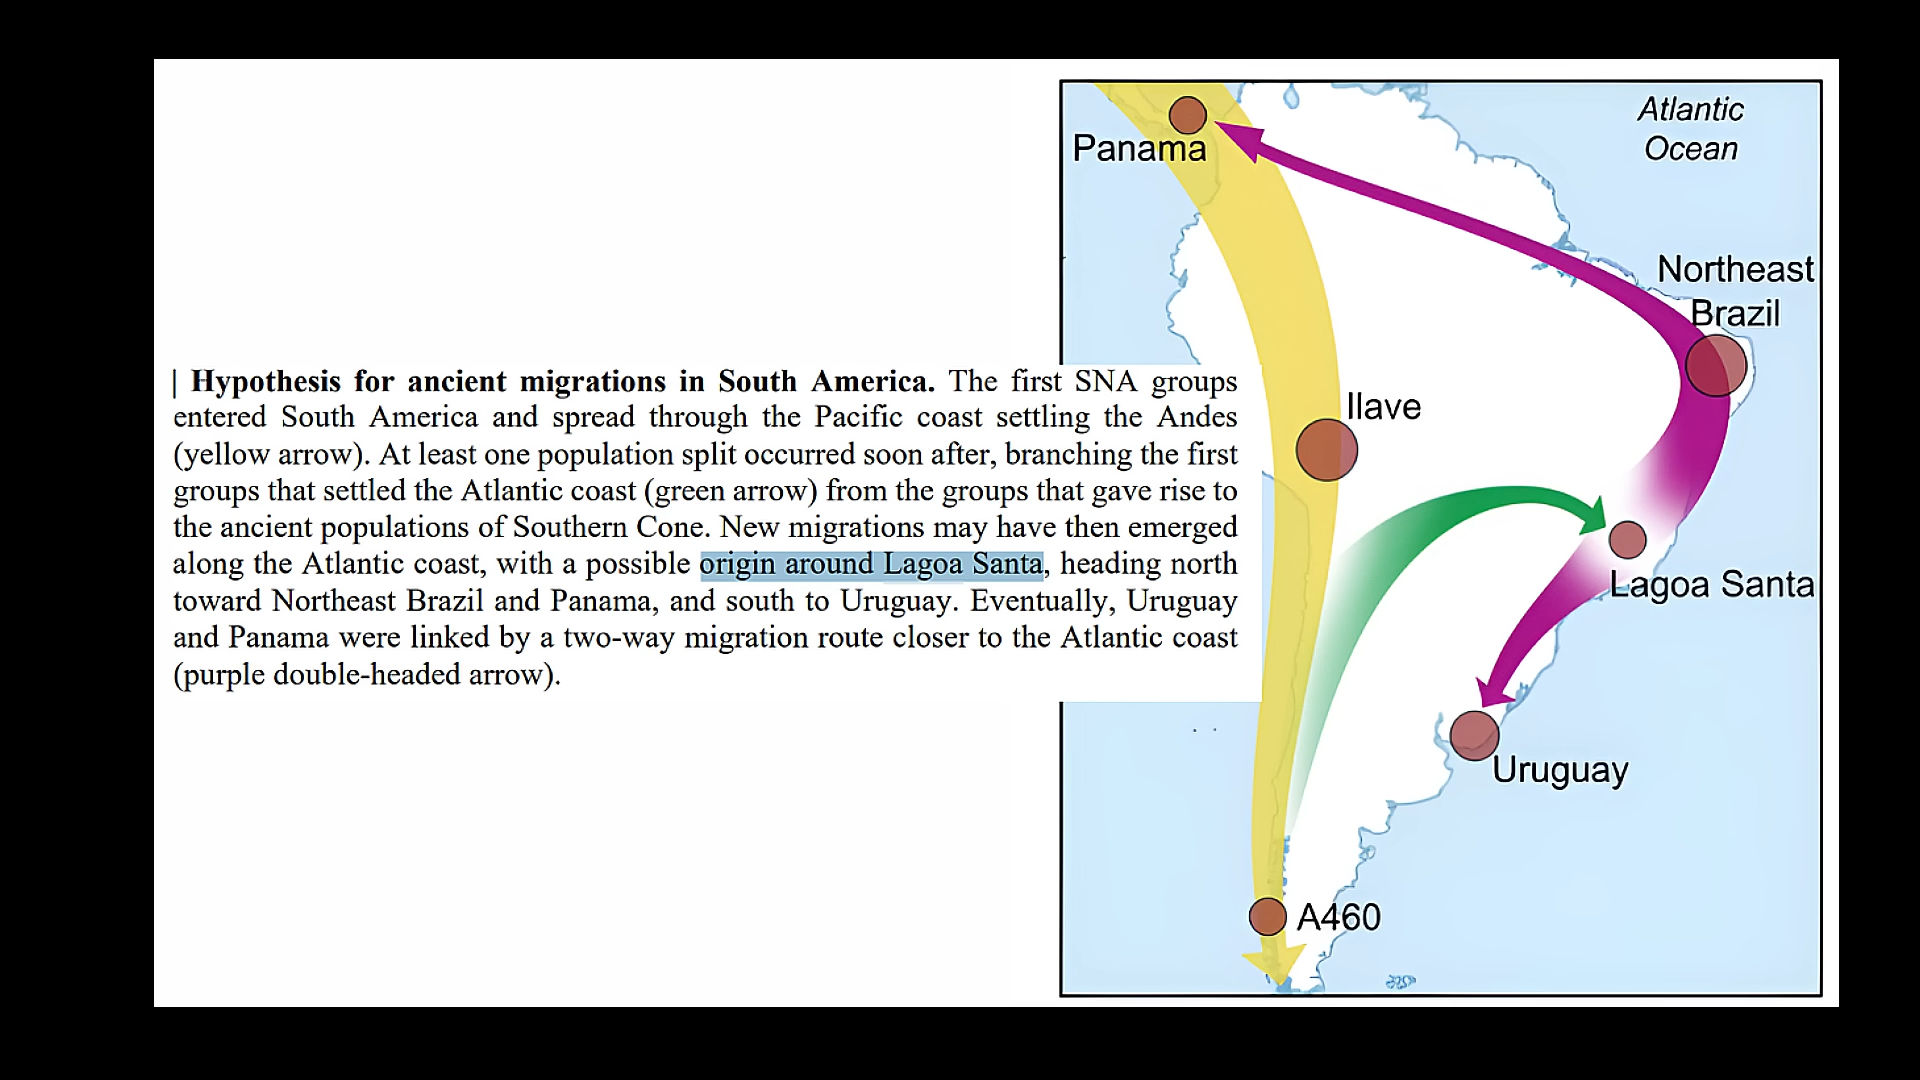 | Hypothesis for ancient migrations in South America. The first SNA groups
entered South America and spread through the Pacific coast settling the Andes
(yellow arrow). At least one population split occurred soon after, branching the first
groups that settled the Atlantic coast (green arrow) from the groups that gave rise to
the ancient populations of Southern Cone. New migrations may have then emerged
along the Atlantic coast, with a possible origin around Lagoa Santa, heading north
toward Northeast Brazil and Panama, and south to Uruguay. Eventually, Uruguay
and Panama were linked by a two-way migration route closer to the Atlantic coast
(purple double-headed arrow).
Atlantic
Ocean
Panama
Northeast
Brazil
Ilave
Lagoa Santa
Uruguay
A460